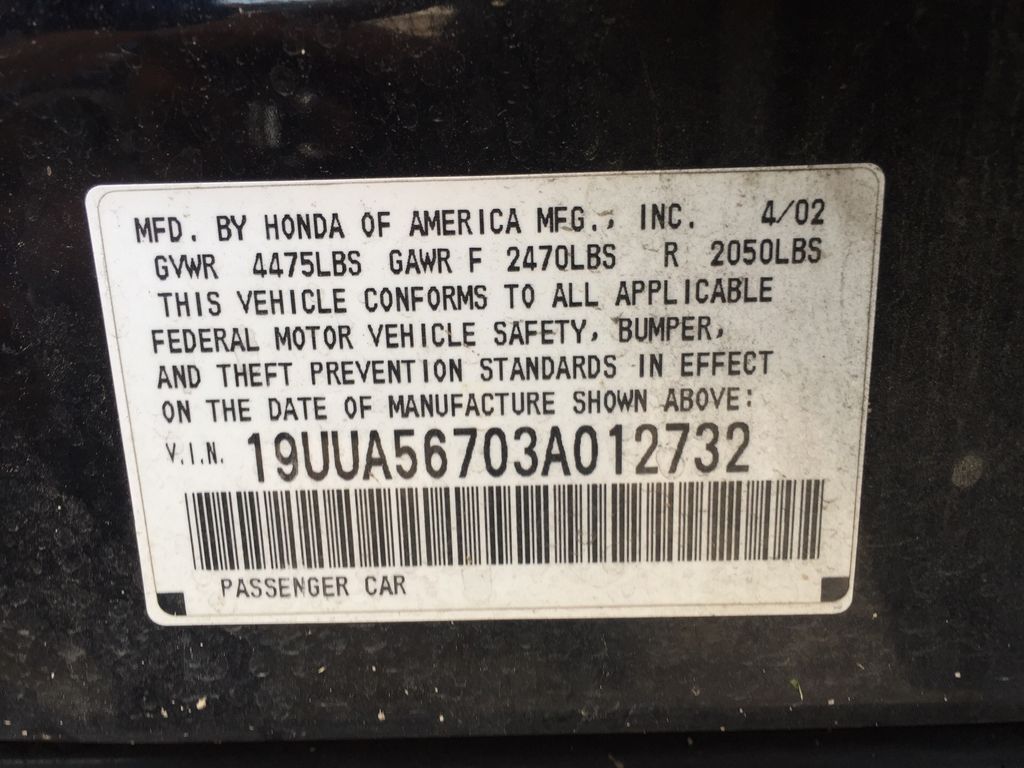 MFD. BY HONDA OF AMERICA MFG., INC. 4/02
GVWR 4475LBS GAWR F 2470LBS R 2050LBS
THIS VEHICLE CONFORMS TO ALL APPLICABLE
FEDERAL MOTOR VEHICLE SAFETY, BUMPER,
AND THEFT PREVENTION STANDARDS IN EFFECT
ON THE DATE OF MANUFACTURE SHOWN ABOVE:
V.I.N. 19UUA56703A012732
PASSENGER CAR